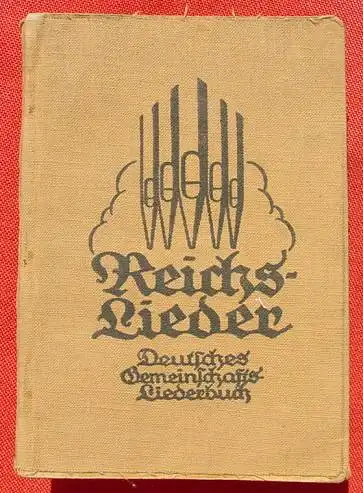 Reichs-
Lieder
Deutsches
Gemeinschafts
Liederbuch